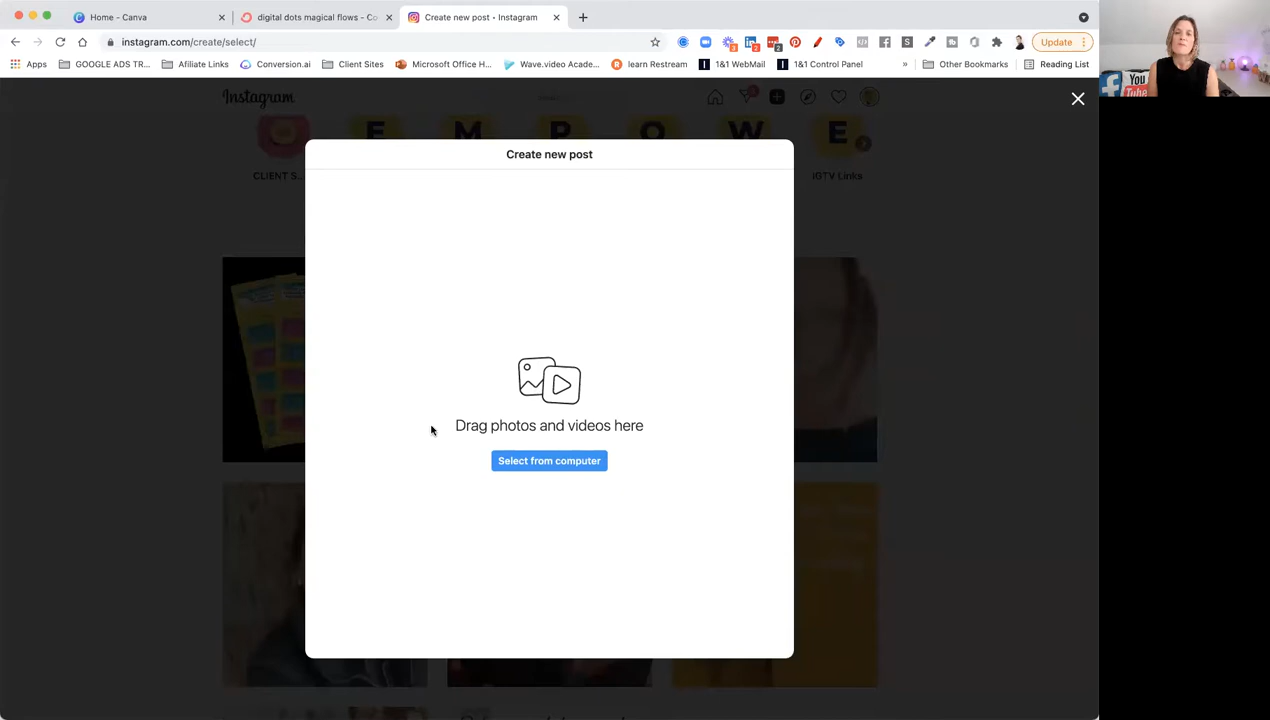 Home - Canva
digital dots magical flows - Co
Create new post • Instagram
instagram.com/create/select/
Update
Apps
GOOGLE ADS TR...
Afiliate Links
Conversion.ai
Client Sites
Microsoft Office H...
Wave.video Acade...
learn Restream
1&1 WebMail
1&1 Control Panel
»
Other Bookmarks
Reading List
Instagram
E M P O W E
CLIENT S...
IGTV Links
Create new post
Drag photos and videos here
Select from computer
You
Tube